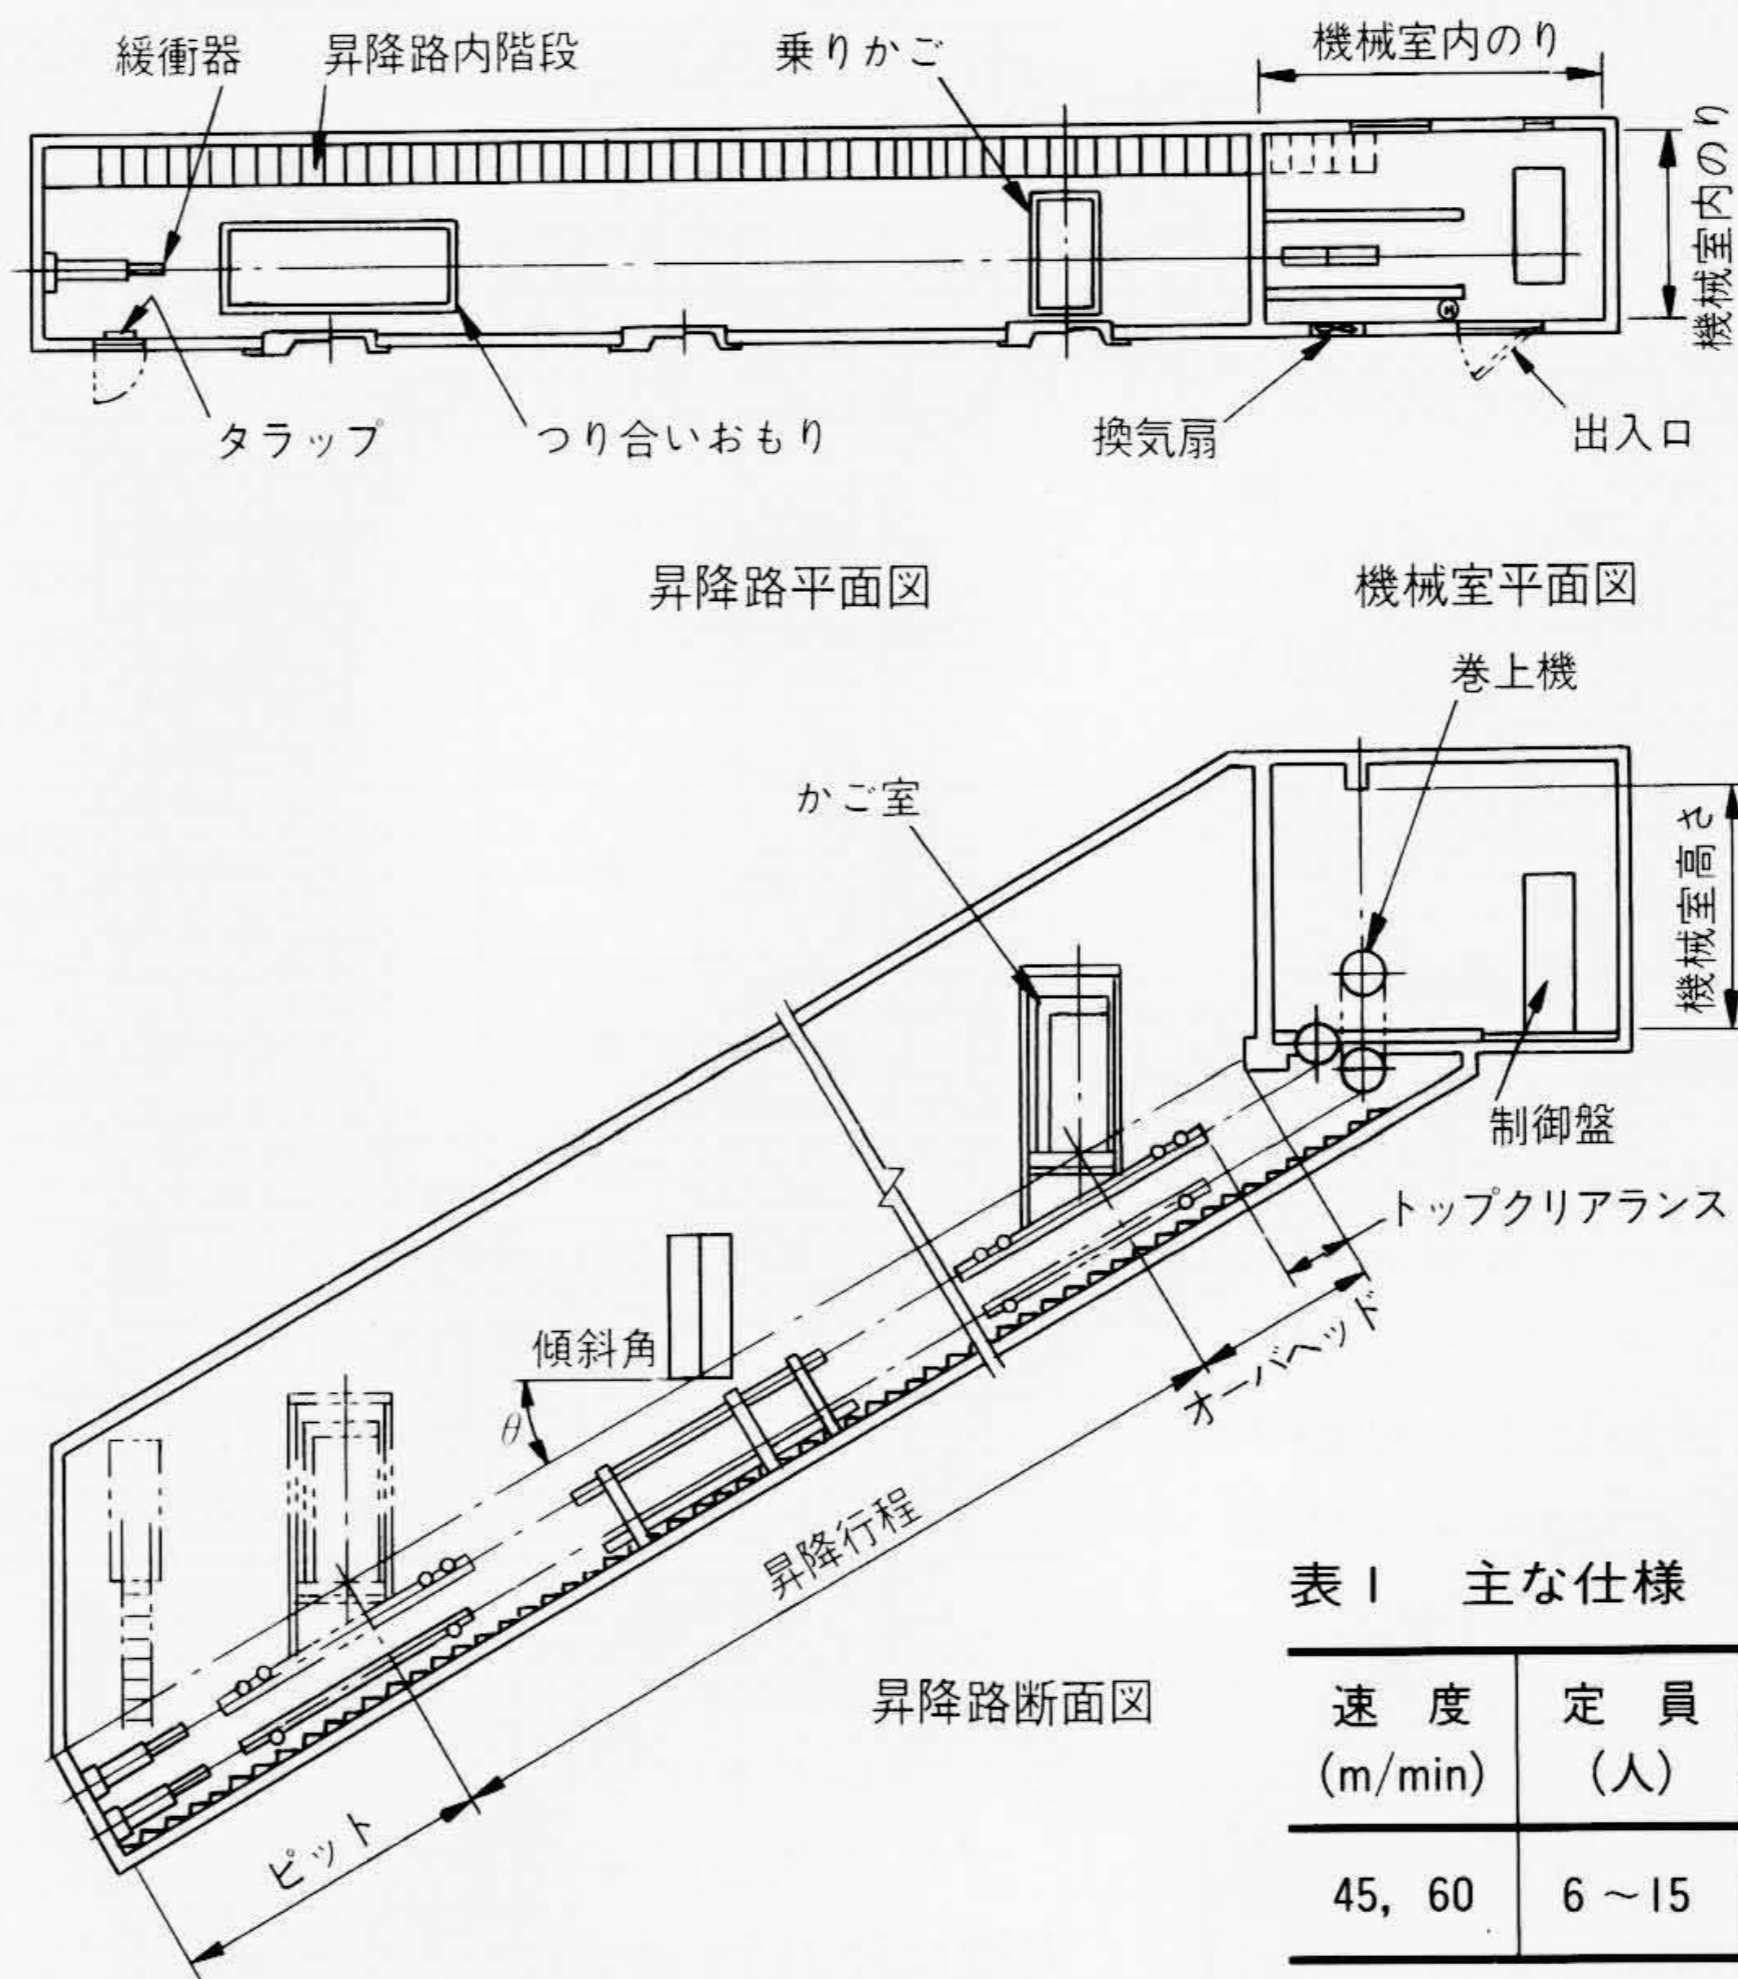 緩衝器
昇降路内階段
乗りかご
機械室内のり
機械室内のり
タラップ
つり合いおもり
換気扇
出入口
昇降路平面図
機械室平面図
巻上機
かご室
機械室高さ
制御盤
トップクリアランス
オーバヘッド
傾斜角
θ
昇降行程
ピット
昇降路断面図
表1 主な仕様
速度
(m/min)
定員
(人)
45, 60
6~15